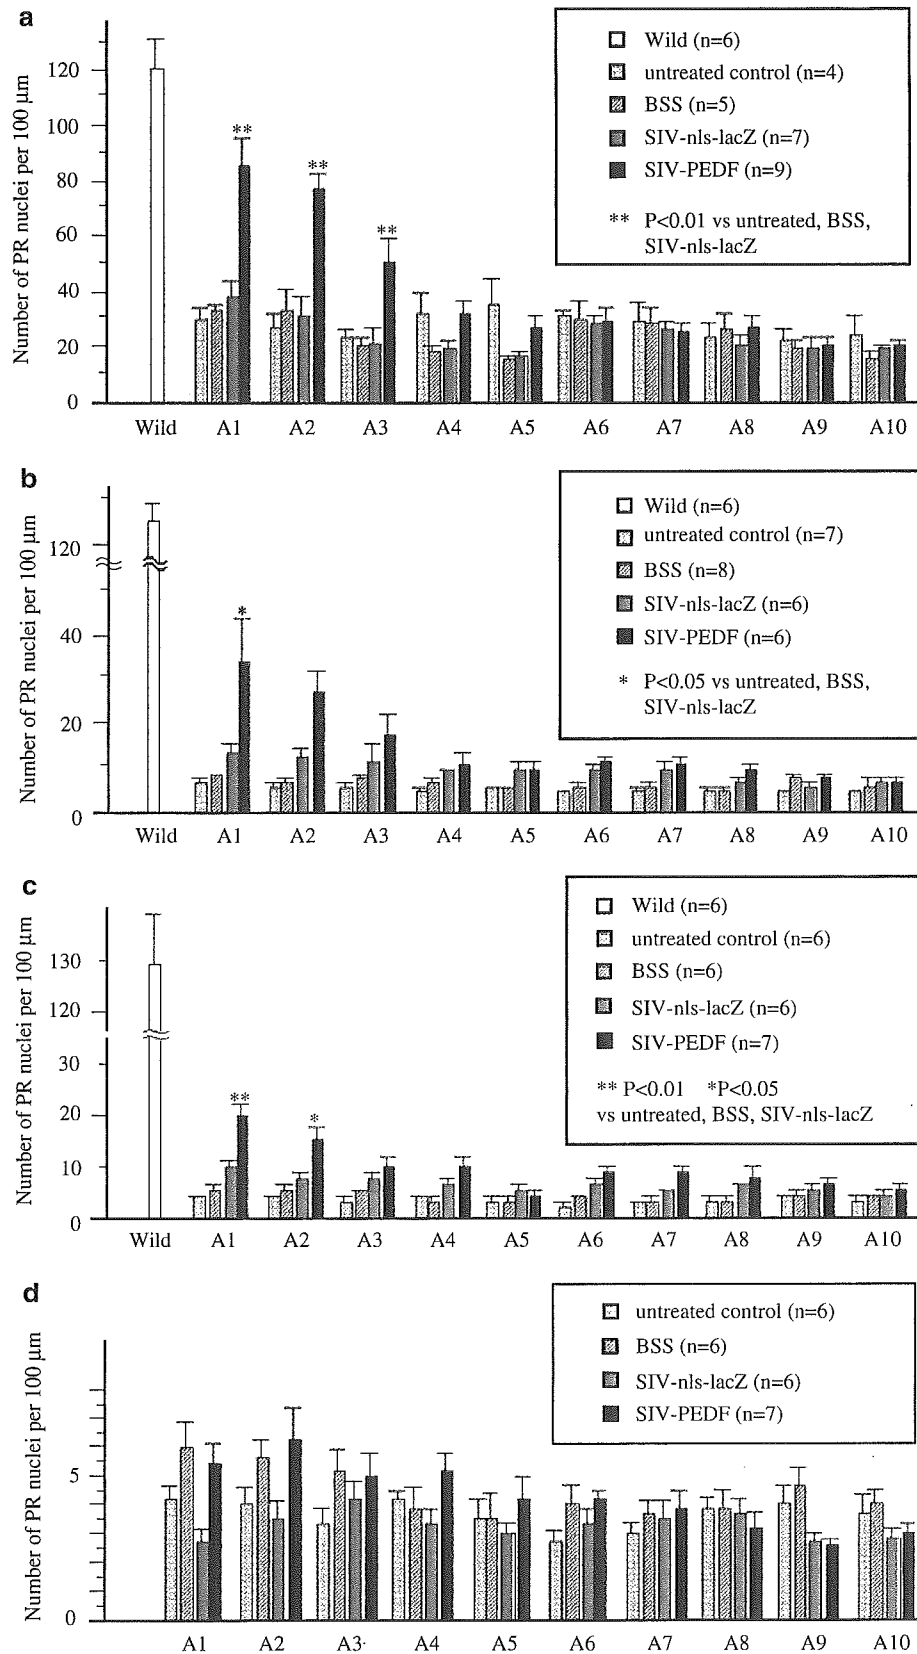 a
Number of PR nuclei per 100 µm
120
100
80
60
40
20
0
Wild A1 A2 A3 A4 A5 A6 A7 A8 A9 A10
** ** **
Wild (n=6)
untreated control (n=4)
BSS (n=5)
SIV-nls-lacZ (n=7)
SIV-PEDF (n=9)
** P<0.01 vs untreated, BSS,
SIV-nls-lacZ
b
Number of PR nuclei per 100 µm
120
40
20
0
Wild A1 A2 A3 A4 A5 A6 A7 A8 A9 A10
*
Wild (n=6)
untreated control (n=7)
BSS (n=8)
SIV-nls-lacZ (n=6)
SIV-PEDF (n=6)
* P<0.05 vs untreated, BSS,
SIV-nls-lacZ
c
Number of PR nuclei per 100 µm
130
120
30
20
10
0
Wild A1 A2 A3 A4 A5 A6 A7 A8 A9 A10
** *
Wild (n=6)
untreated control (n=6)
BSS (n=6)
SIV-nls-lacZ (n=6)
SIV-PEDF (n=7)
** P<0.01 *P<0.05
vs untreated, BSS, SIV-nls-lacZ
d
Number of PR nuclei per 100 µm
5
0
A1 A2 A3 A4 A5 A6 A7 A8 A9 A10
untreated control (n=6)
BSS (n=6)
SIV-nls-lacZ (n=6)
SIV-PEDF (n=7)